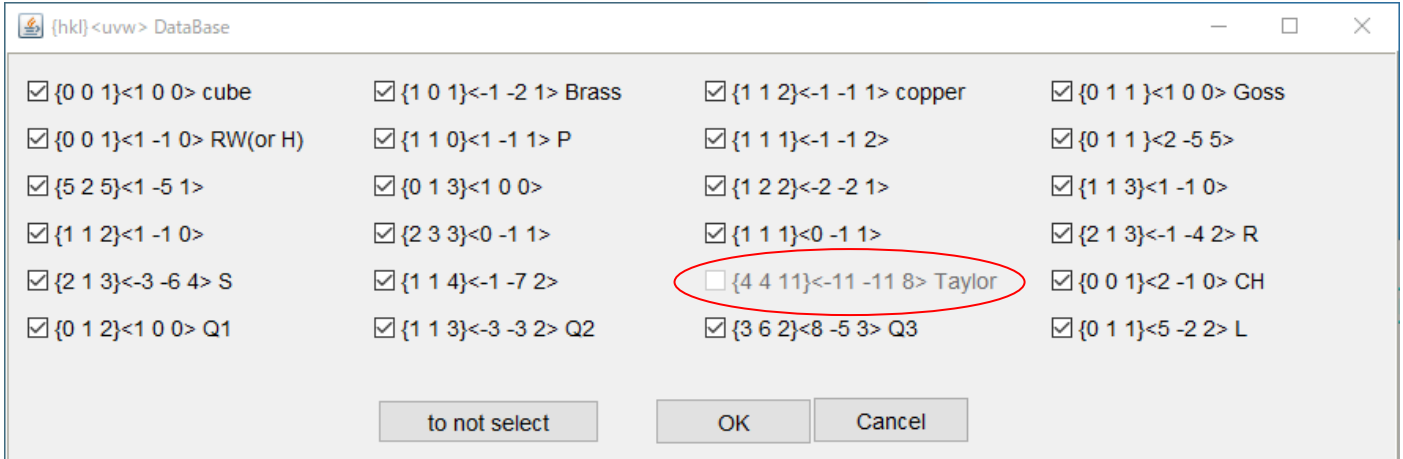 {hkl}<uvw> DataBase
{0 0 1}<1 0 0> cube {1 0 1}<-1 -2 1> Brass {1 1 2}<-1 -1 1> copper {0 1 1 }<1 0 0> Goss
{0 0 1}<1 -1 0> RW(or H) {1 1 0}<1 -1 1> P {1 1 1}<-1 -1 2> {0 1 1 }<2 -5 5>
{5 2 5}<1 -5 1> {0 1 3}<1 0 0> {1 2 2}<-2 -2 1> {1 1 3}<1 -1 0>
{1 1 2}<1 -1 0> {2 3 3}<0 -1 1> {1 1 1}<0 -1 1> {2 1 3}<-1 -4 2> R
{2 1 3}<-3 -6 4> S {1 1 4}<-1 -7 2> {4 4 11}<-11 -11 8> Taylor {0 0 1}<2 -1 0> CH
{0 1 2}<1 0 0> Q1 {1 1 3}<-3 -3 2> Q2 {3 6 2}<8 -5 3> Q3 {0 1 1}<5 -2 2> L
to not select OK Cancel